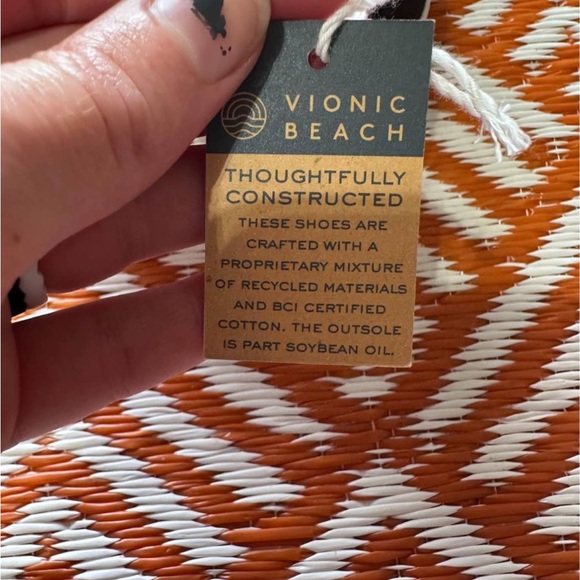 VIONIC
BEACH
THOUGHTFULLY
CONSTRUCTED
THESE SHOES ARE
CRAFTED WITH A
PROPRIETARY MIXTURE
OF RECYCLED MATERIALS
AND BCI CERTIFIED
COTTON. THE OUTSOLE
IS PART SOYBEAN OIL.